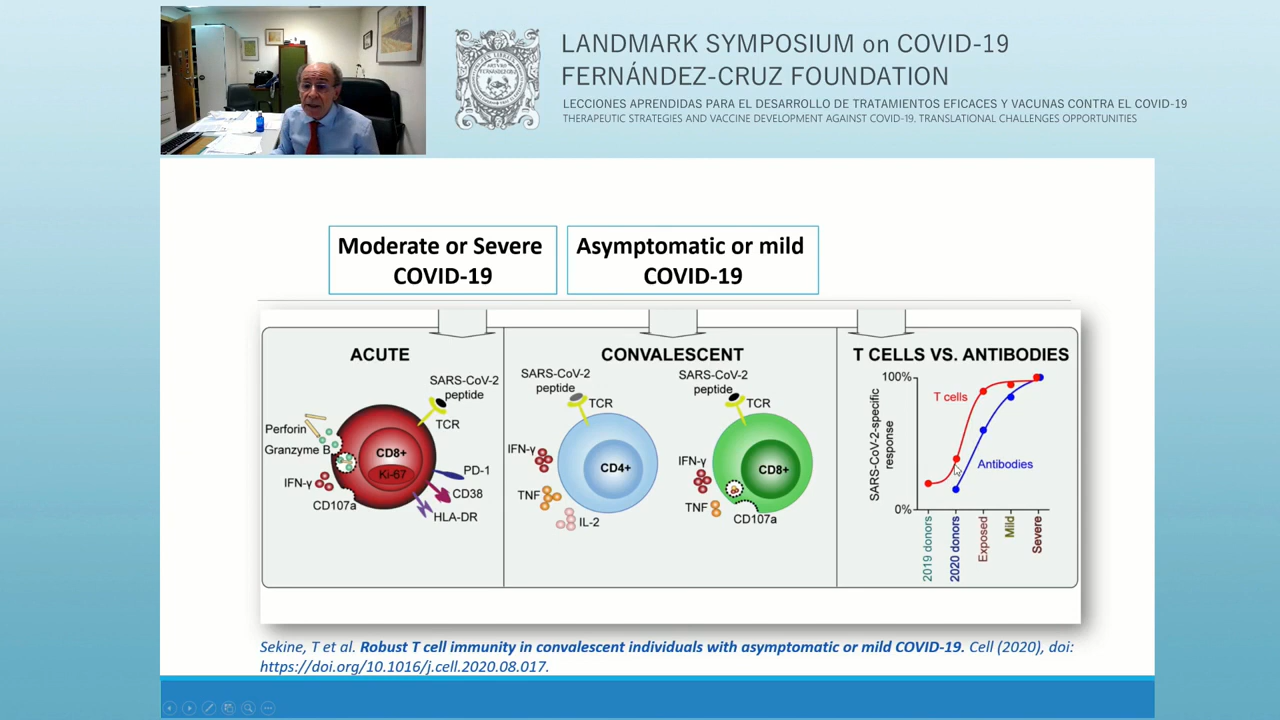 LANDMARK SYMPOSIUM on COVID-19
FERNÁNDEZ-CRUZ FOUNDATION
LECCIONES APRENDIDAS PARA EL DESARROLLO DE TRATAMIENTOS EFICACES Y VACUNAS CONTRA EL COVID-19
THERAPEUTIC STRATEGIES AND VACCINE DEVELOPMENT AGAINST COVID-19. TRANSLATIONAL CHALLENGES OPPORTUNITIES
Moderate or Severe
COVID-19
Asymptomatic or mild
COVID-19
ACUTE
SARS-CoV-2
peptide
TCR
Perforin
Granzyme B
CD8+
Ki-67
IFN-γ
CD107a
PD-1
CD38
HLA-DR
CONVALESCENT
SARS-CoV-2
peptide
TCR
IFN-γ
CD4+
TNF
IL-2
SARS-CoV-2
peptide
TCR
IFN-γ
CD8+
TNF
CD107a
T CELLS VS. ANTIBODIES
SARS-CoV-2-specific
response
100%
0%
T cells
Antibodies
2019 donors
2020 donors
Exposed
Mild
Severe
Sekine, T et al. Robust T cell immunity in convalescent individuals with asymptomatic or mild COVID-19. Cell (2020), doi:
https://doi.org/10.1016/j.cell.2020.08.017.